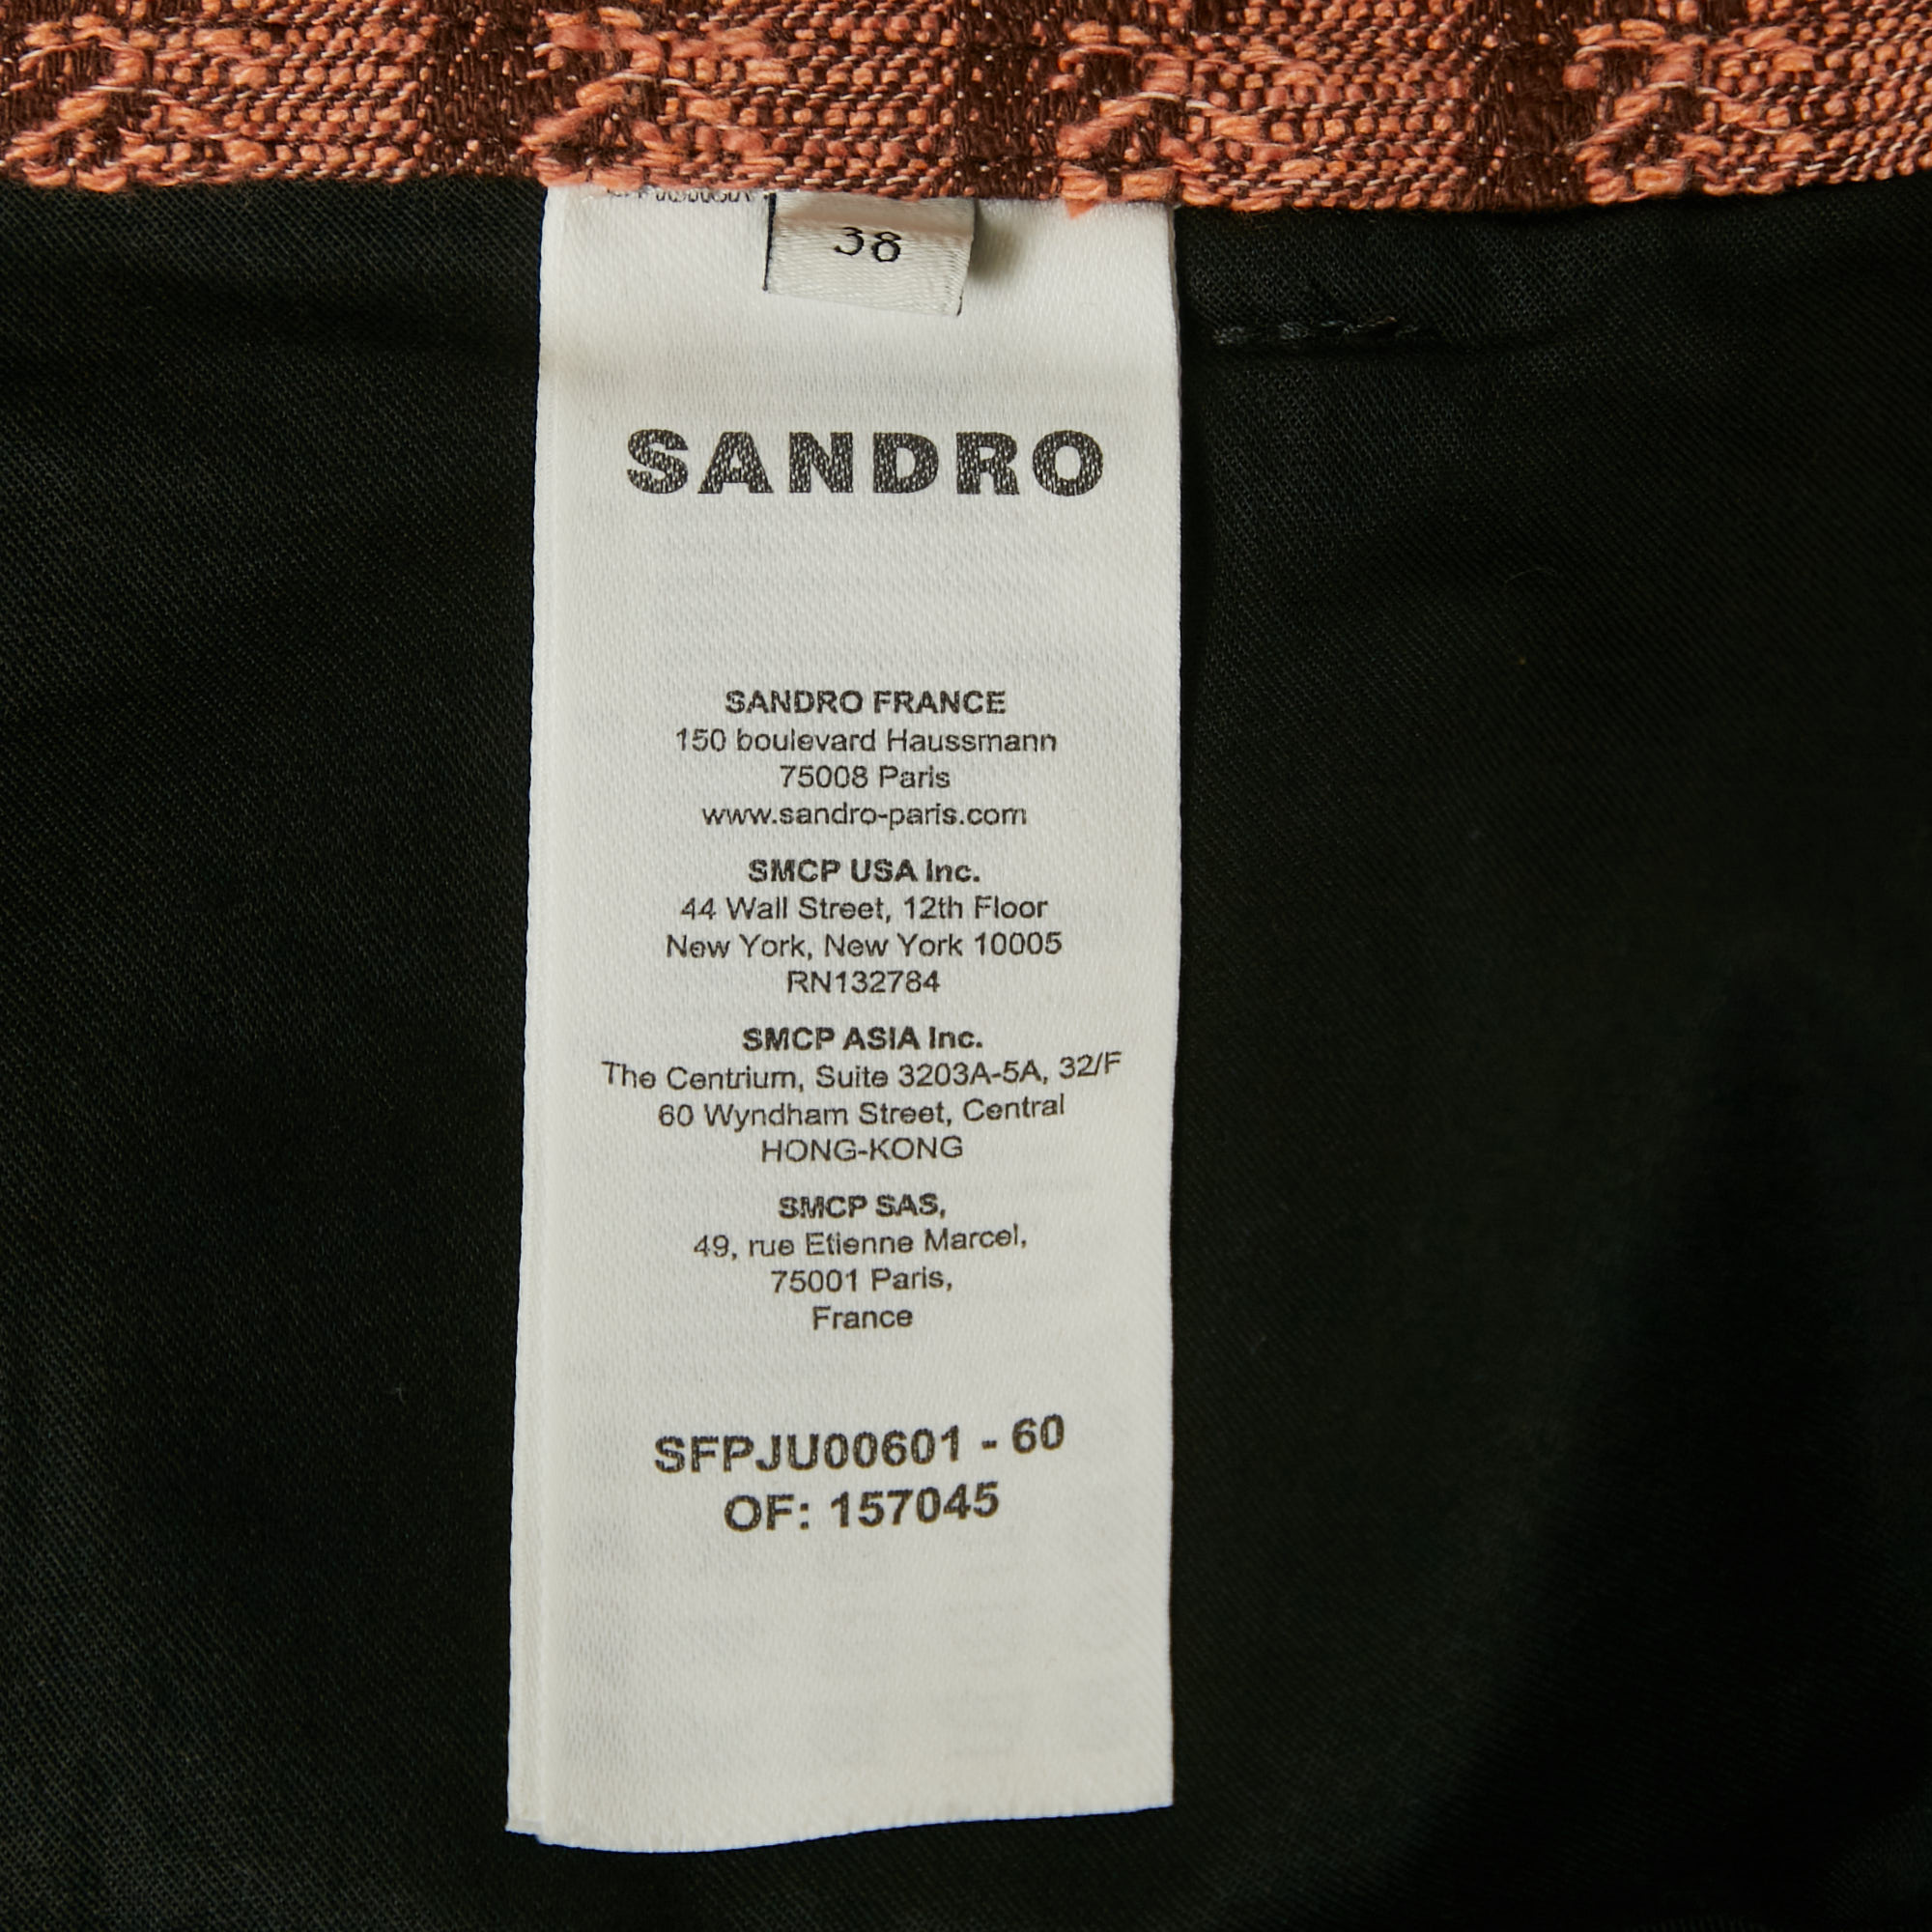 38
SANDRO
SANDRO FRANCE
150 boulevard Haussmann
75008 Paris
www.sandro-paris.com
SMCP USA Inc.
44 Wall Street, 12th Floor
New York, New York 10005
RN132784
SMCP ASIA Inc.
The Centrium, Suite 3203A-5A, 32/F
60 Wyndham Street, Central
HONG-KONG
SMCP SAS,
49, rue Etienne Marcel,
75001 Paris,
France
SFPJU00601 - 60
OF: 157045